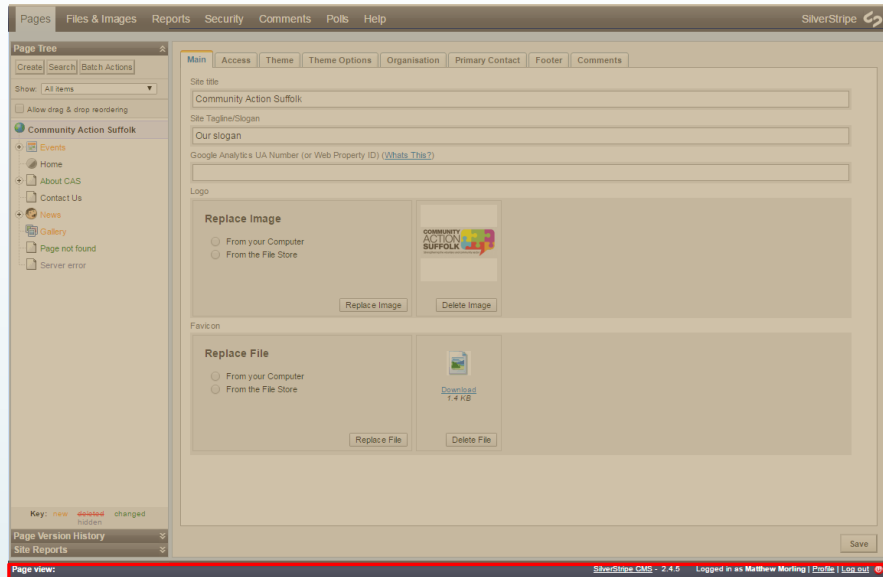 Pages Files & Images Reports Security Comments Polls Help SilverStripe
Page Tree
Create Search Batch Actions
Show: All items
Allow drag & drop reordering
Community Action Suffolk
Events
Home
About CAS
Contact Us
News
Gallery
Page not found
Server error
Key: new deleted changed
hidden
Page Version History
Site Reports
Main Access Theme Theme Options Organisation Primary Contact Footer Comments
Site title
Community Action Suffolk
Site Tagline/Slogan
Our slogan
Google Analytics UA Number (or Web Property ID) (Whats This?)
Logo
Replace Image
From your Computer
From the File Store
Replace Image
COMMUNITY
ACTION
SUFFOLK
Delete Image
Favicon
Replace File
From your Computer
From the File Store
Replace File
Download
1.4 KB
Delete File
Save
Page view: SilverStripe CMS - 2.4.5 Logged in as Matthew Morling | Profile | Log out